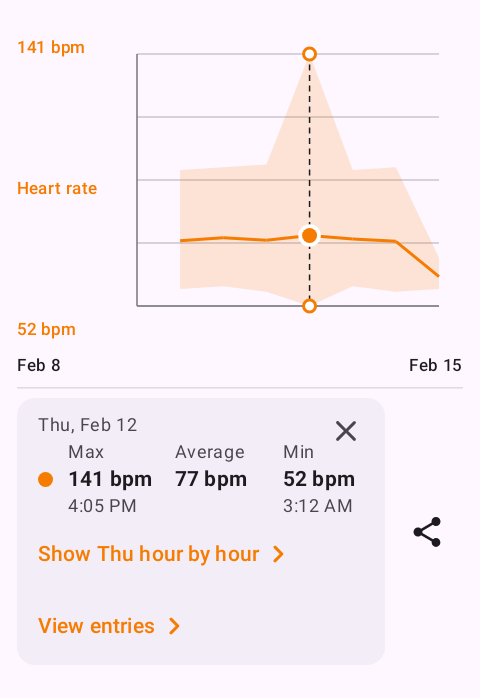 141 bpm
Heart rate
52 bpm
Feb 8 Feb 15
Thu, Feb 12
Max Average Min
141 bpm 77 bpm 52 bpm
4:05 PM 3:12 AM
Show Thu hour by hour
View entries